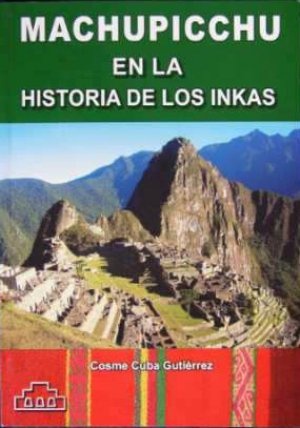 MACHUPICCHU
EN LA
HISTORIA DE LOS INKAS
Cosme Cuba Gutiérrez